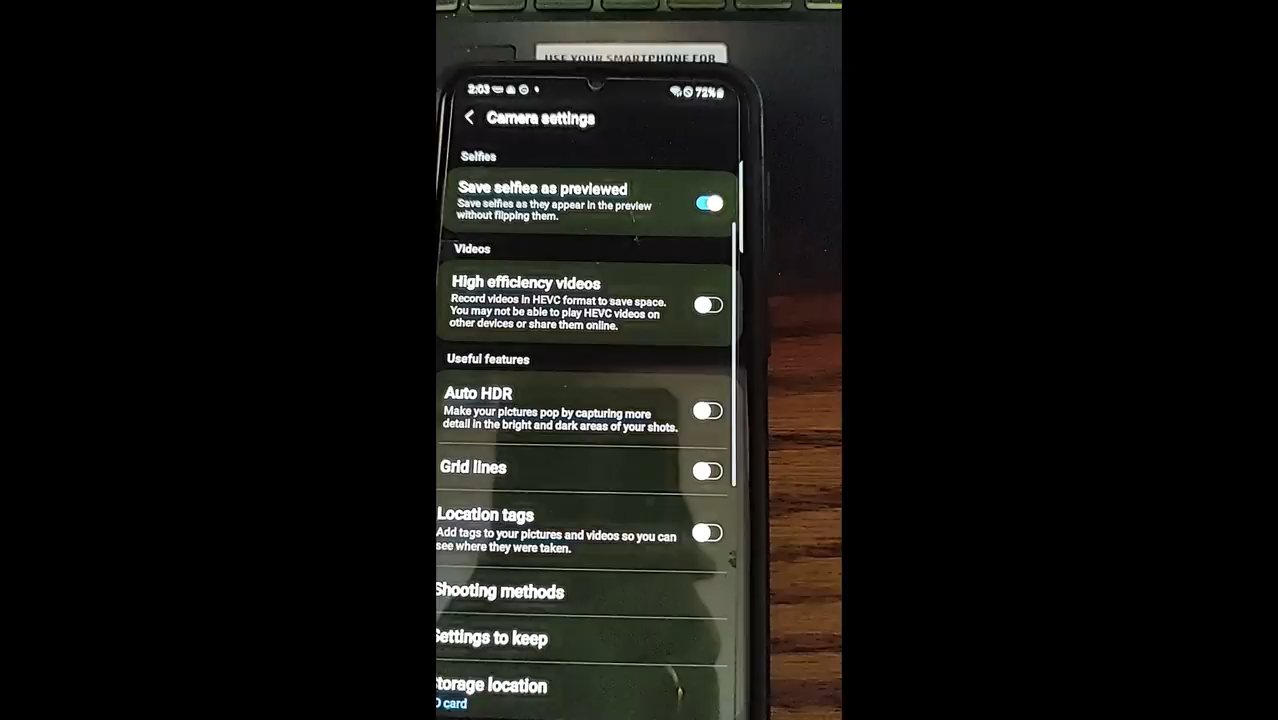 USE YOUR SMARTPHONE FOR
2:03
72%
Camera settings
Selfies
Save selfies as previewed
Save selfies as they appear in the preview
without flipping them.
Videos
High efficiency videos
Record videos in HEVC format to save space.
You may not be able to play HEVC videos on
other devices or share them online.
Useful features
Auto HDR
Make your pictures pop by capturing more
detail in the bright and dark areas of your shots.
Grid lines
Location tags
Add tags to your pictures and videos so you can
see where they were taken.
Shooting methods
Settings to keep
torage location
D card